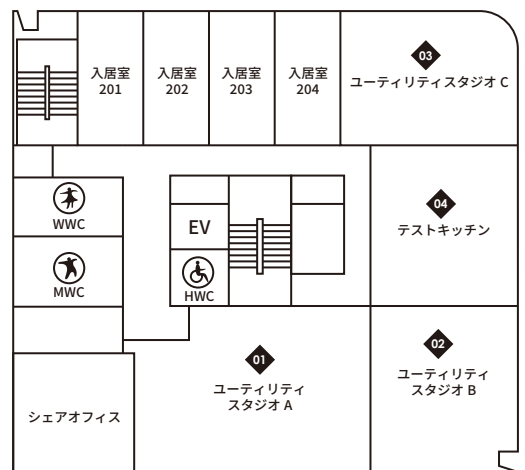 03
ユーティリティスタジオ C
入居室
201
入居室
202
入居室
203
入居室
204
WWC
MWC
EV
HWC
04
テストキッチン
01
ユーティリティ
スタジオ A
02
ユーティリティ
スタジオ B
シェアオフィス